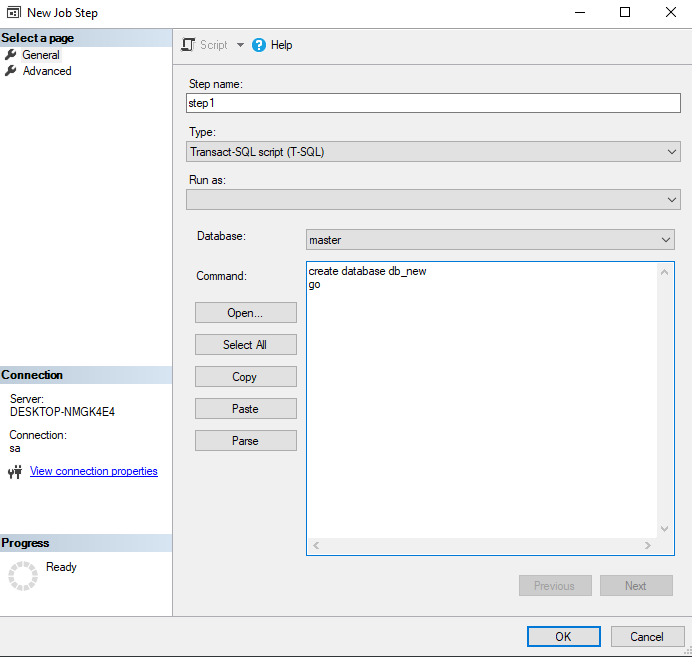 New Job Step
Select a page
General
Advanced
Script
Help
Step name:
step1
Type:
Transact-SQL script (T-SQL)
Run as:
Database:
master
Command:
create database db_new
go
Open...
Select All
Copy
Paste
Parse
Connection
Server:
DESKTOP-NMGK4E4
Connection:
sa
View connection properties
Progress
Ready
Previous
Next
OK
Cancel